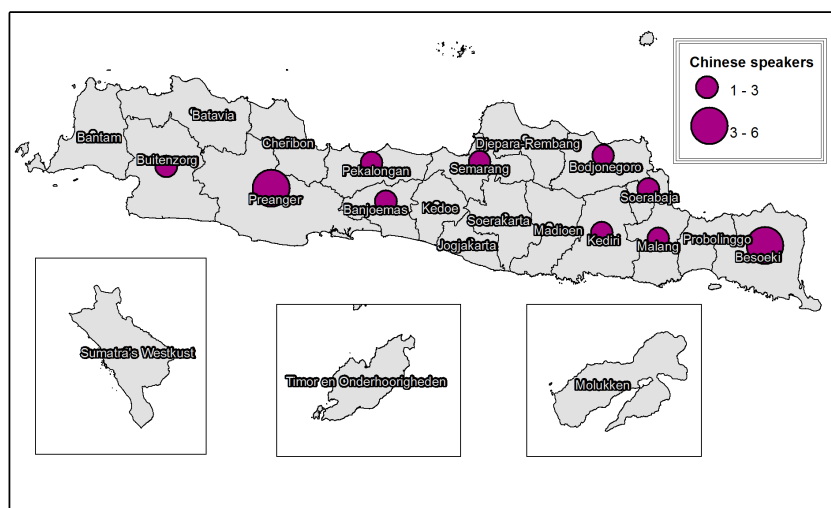 Chinese speakers
1 - 3
3 - 6
Batavia
Bantam
Cheribon
Djepara-Rembang
Buitenzorg
Pekalongan
Semarang
Bodjonegoro
Preanger
Banjoemas
Kedoe
Soerabaja
Soerakarta
Madioen
Kediri
Jogjakarta
Malang
Probolinggo
Besoeki
Sumatra's Westkust
Timor en Onderhoorigheden
Molukken